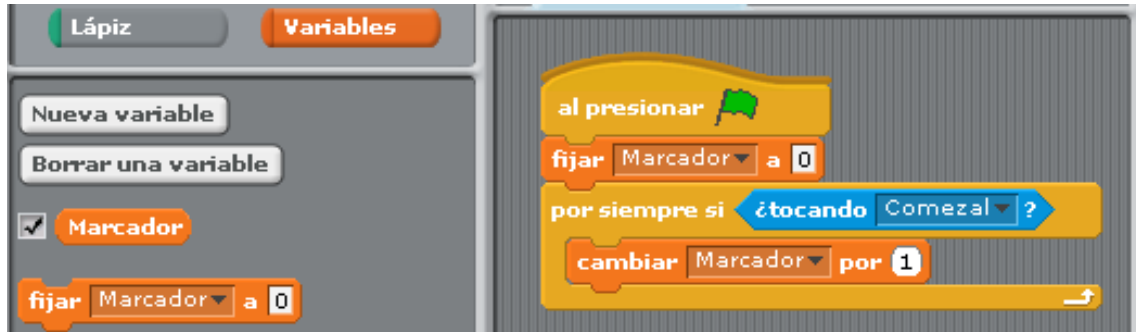 Lápiz
Variables
Nueva variable
Borrar una variable
Marcador
fijar Marcador a 0
al presionar
fijar Marcador a 0
por siempre si ¿tocando Comezal ?
cambiar Marcador por 1